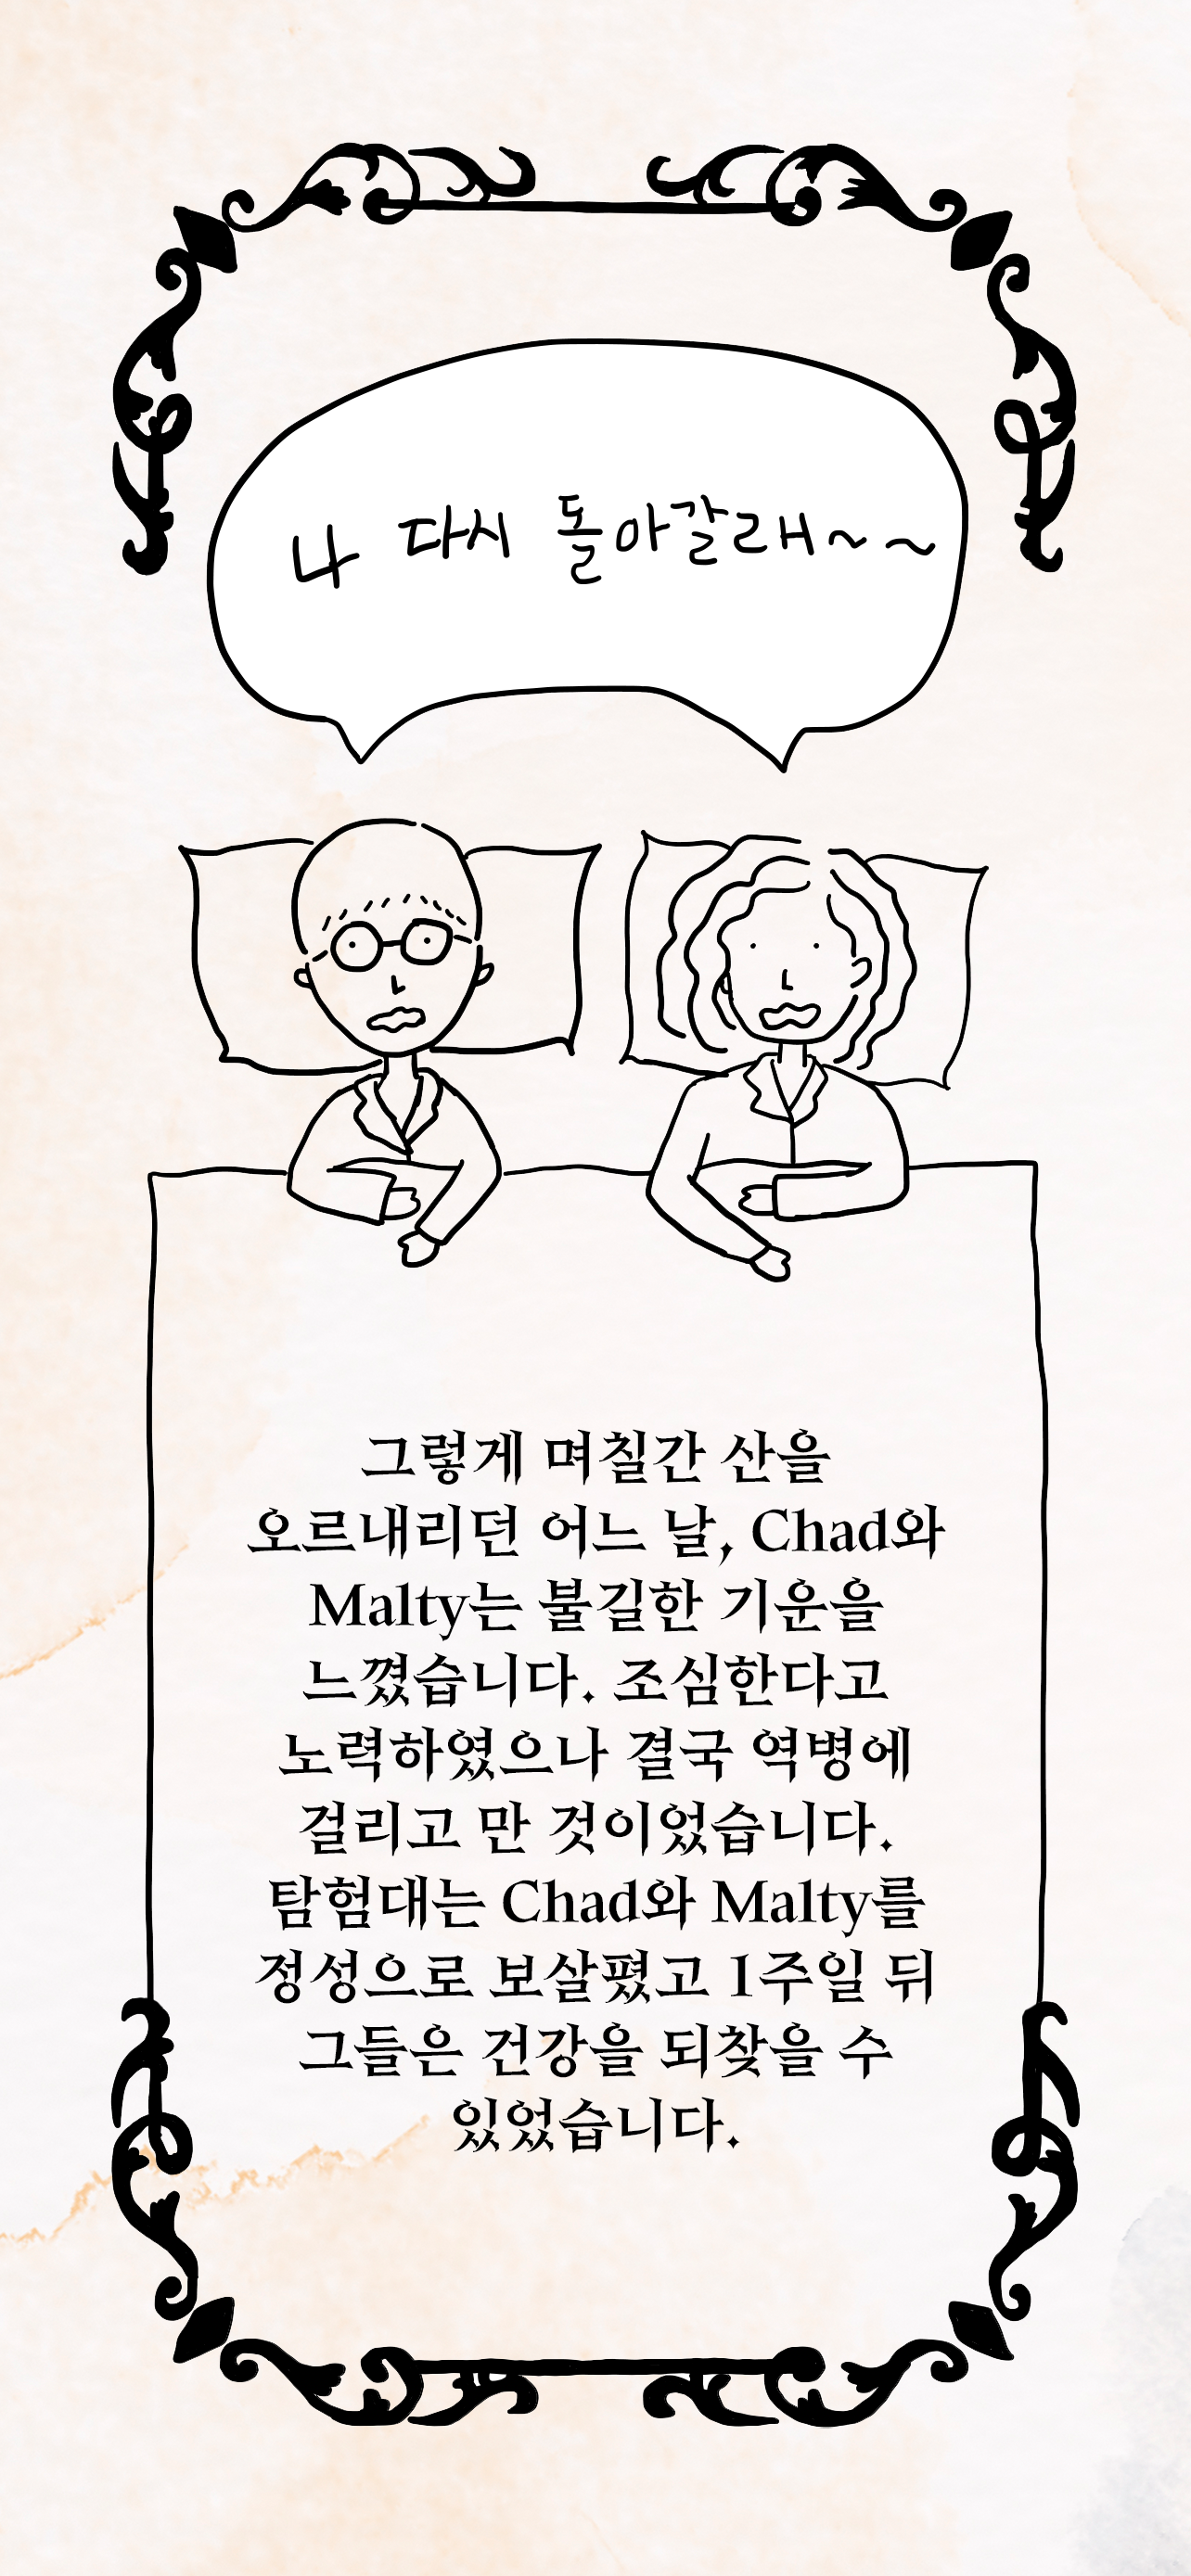 나 다시 돌아갈래~~
그렇게 며칠간 산을
오르내리던 어느 날, Chad와
Malty는 불길한 기운을
느꼈습니다. 조심한다고
노력하였으나 결국 역병에
걸리고 만 것이었습니다.
탐험대는 Chad와 Malty를
정성으로 보살폈고 1주일 뒤
그들은 건강을 되찾을 수
있었습니다.